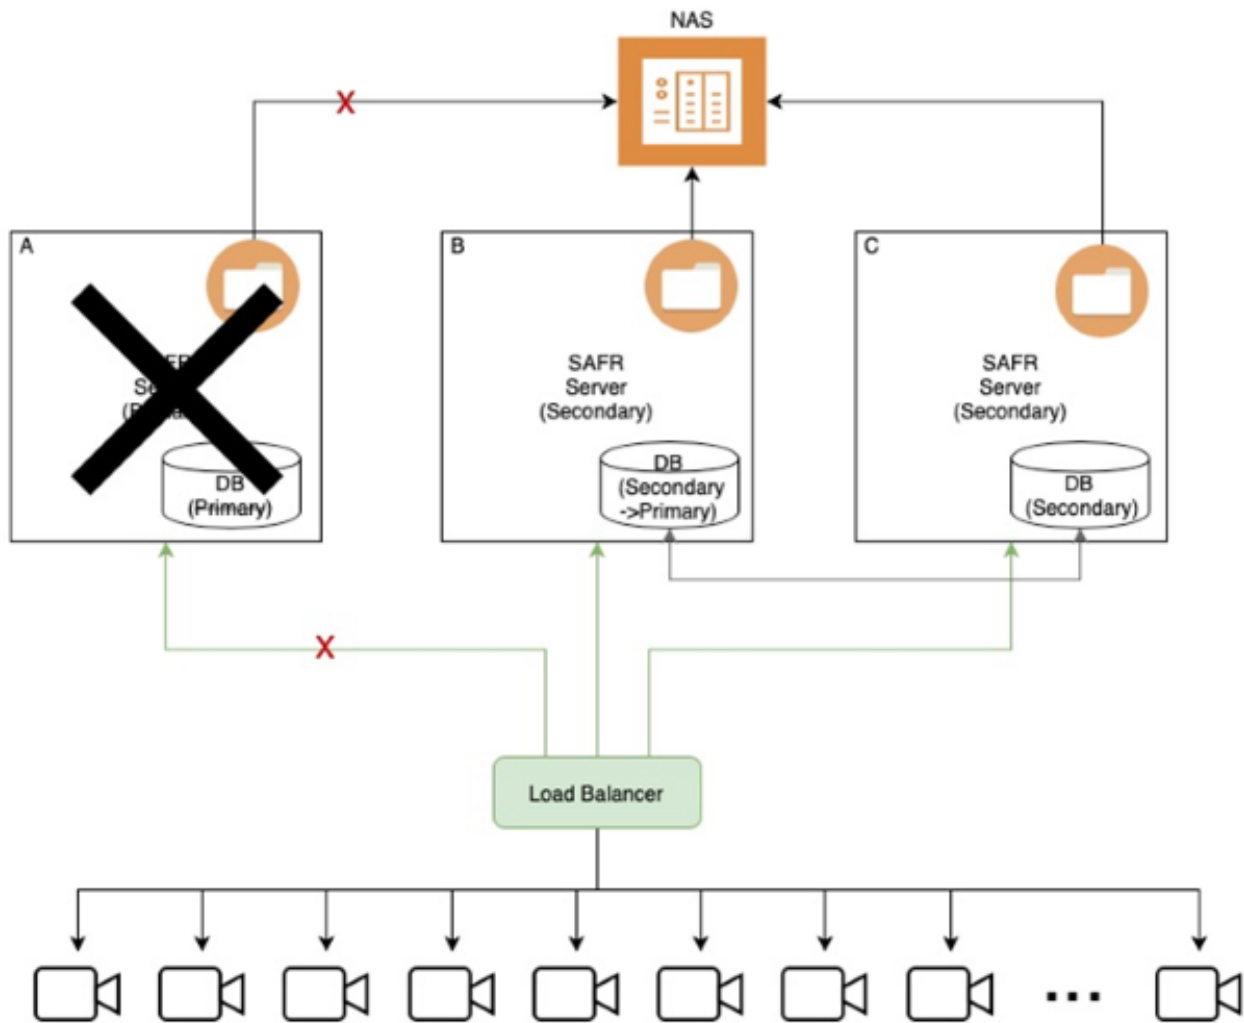 NAS
X
A
B
C
DB
(Primary)
SAFR
Server
(Secondary)
DB
(Secondary
->Primary)
SAFR
Server
(Secondary)
DB
(Secondary)
X
Load Balancer
...